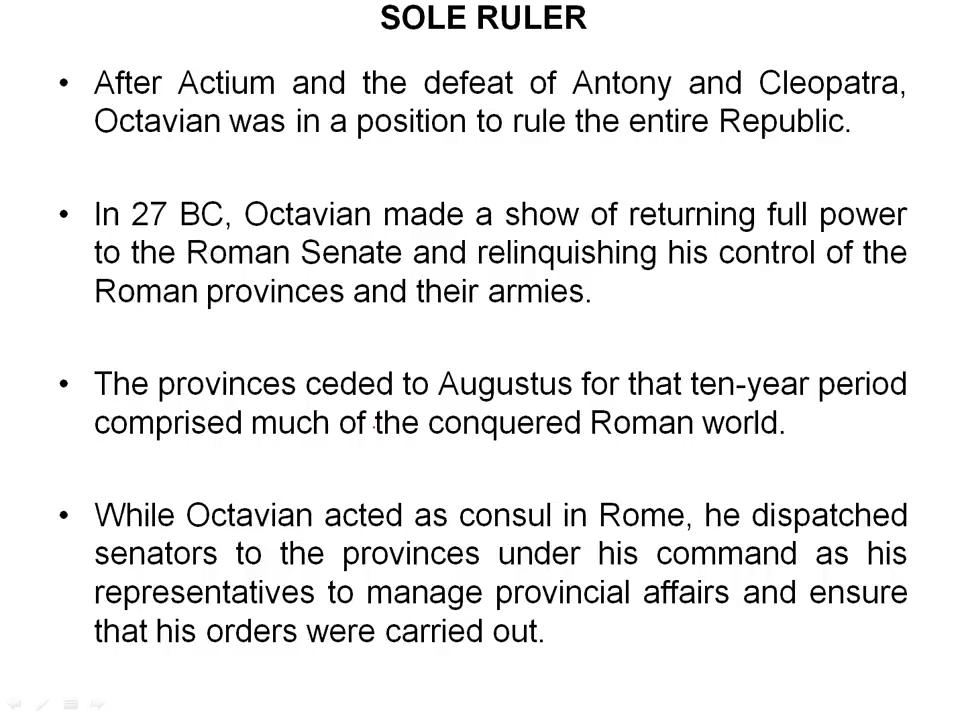 SOLE RULER
• After Actium and the defeat of Antony and Cleopatra,
Octavian was in a position to rule the entire Republic.
• In 27 BC, Octavian made a show of returning full power
to the Roman Senate and relinquishing his control of the
Roman provinces and their armies.
• The provinces ceded to Augustus for that ten-year period
comprised much of the conquered Roman world.
• While Octavian acted as consul in Rome, he dispatched
senators to the provinces under his command as his
representatives to manage provincial affairs and ensure
that his orders were carried out.